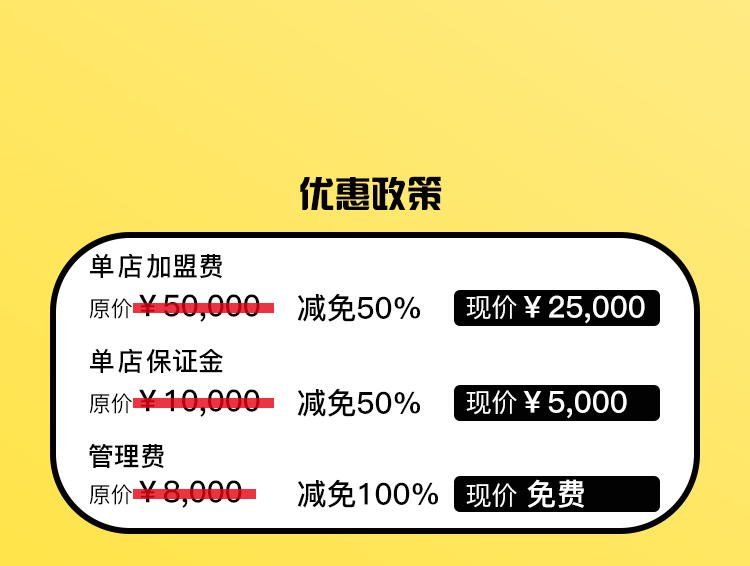 优惠政策
单店加盟费
原价￥50,000 减免50% 现价￥25,000
单店保证金
原价￥10,000 减免50% 现价￥5,000
管理费
原价￥8,000 减免100% 现价 免费